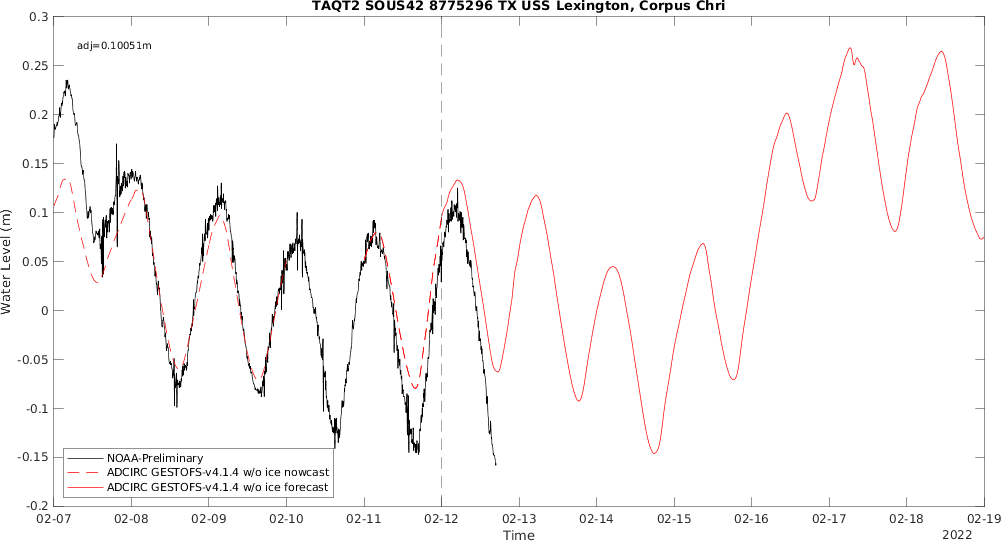 TAQT2 SOUS42 8775296 TX USS Lexington, Corpus Chri
adj=0.10051m
0.3
0.25
0.2
0.15
0.1
0.05
0
-0.05
-0.1
-0.15
-0.2
Water Level (m)
NOAA-Preliminary
ADCIRC GESTOFS-v4.1.4 w/o ice nowcast
ADCIRC GESTOFS-v4.1.4 w/o ice forecast
02-07 02-08 02-09 02-10 02-11 02-12 02-13 02-14 02-15 02-16 02-17 02-18 02-19
Time
2022